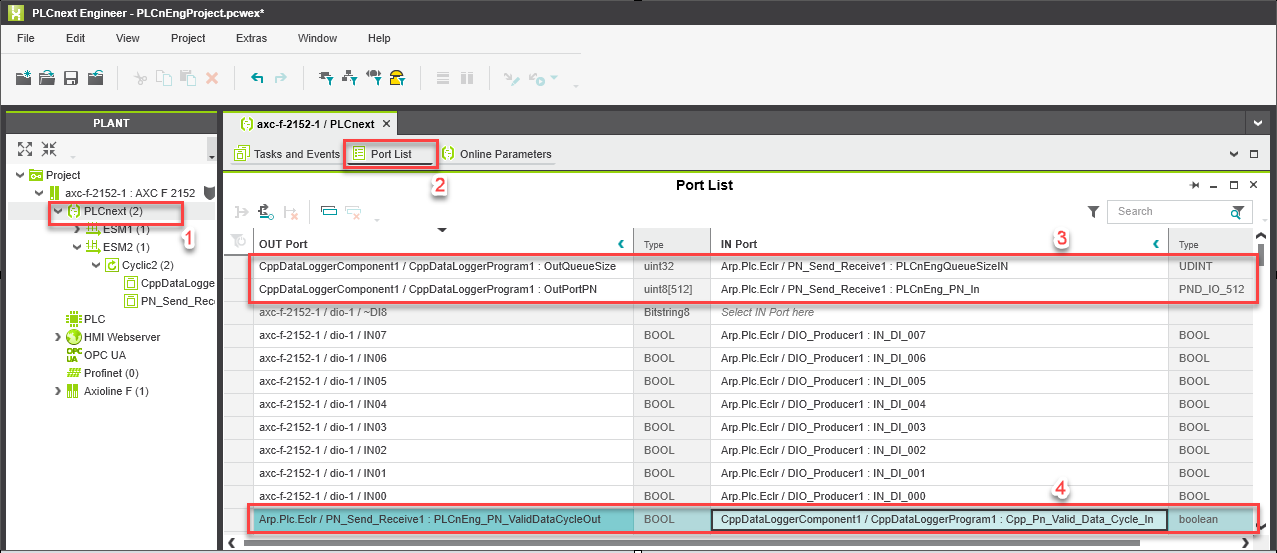 PLCnext Engineer - PLCnEngProject.pcwex*
File Edit View Project Extras Window Help
PLANT
axc-f-2152-1 / PLCnext
Tasks and Events Port List Online Parameters
2
Port List
Project
axc-f-2152-1 : AXC F 2152
PLCnext (2)
1
ESM1 (1)
ESM2 (1)
Cyclic2 (2)
CppDataLogge
PN_Send_Rec
PLC
HMI Webserver
OPC UA
Profinet (0)
Axioline F (1)
Search
3
OUT Port Type IN Port Type
CppDataLoggerComponent1 / CppDataLoggerProgram1 : OutQueueSize uint32 Arp.Plc.Eclr / PN_Send_Receive1 : PLCnEngQueueSizeIN UDINT
CppDataLoggerComponent1 / CppDataLoggerProgram1 : OutPortPN uint8[512] Arp.Plc.Eclr / PN_Send_Receive1 : PLCnEng_PN_In PND_IO_512
axc-f-2152-1 / dio-1 / ~DI8 Bitstring8 Select IN Port here
axc-f-2152-1 / dio-1 / IN07 BOOL Arp.Plc.Eclr / DIO_Producer1 : IN_DI_007 BOOL
axc-f-2152-1 / dio-1 / IN06 BOOL Arp.Plc.Eclr / DIO_Producer1 : IN_DI_006 BOOL
axc-f-2152-1 / dio-1 / IN05 BOOL Arp.Plc.Eclr / DIO_Producer1 : IN_DI_005 BOOL
axc-f-2152-1 / dio-1 / IN04 BOOL Arp.Plc.Eclr / DIO_Producer1 : IN_DI_004 BOOL
axc-f-2152-1 / dio-1 / IN03 BOOL Arp.Plc.Eclr / DIO_Producer1 : IN_DI_003 BOOL
axc-f-2152-1 / dio-1 / IN02 BOOL Arp.Plc.Eclr / DIO_Producer1 : IN_DI_002 BOOL
axc-f-2152-1 / dio-1 / IN01 BOOL Arp.Plc.Eclr / DIO_Producer1 : IN_DI_001 BOOL
axc-f-2152-1 / dio-1 / IN00 BOOL Arp.Plc.Eclr / DIO_Producer1 : IN_DI_000 BOOL
4
Arp.Plc.Eclr / PN_Send_Receive1 : PLCnEng_PN_ValidDataCycleOut BOOL CppDataLoggerComponent1 / CppDataLoggerProgram1 : Cpp_Pn_Valid_Data_Cycle_In boolean